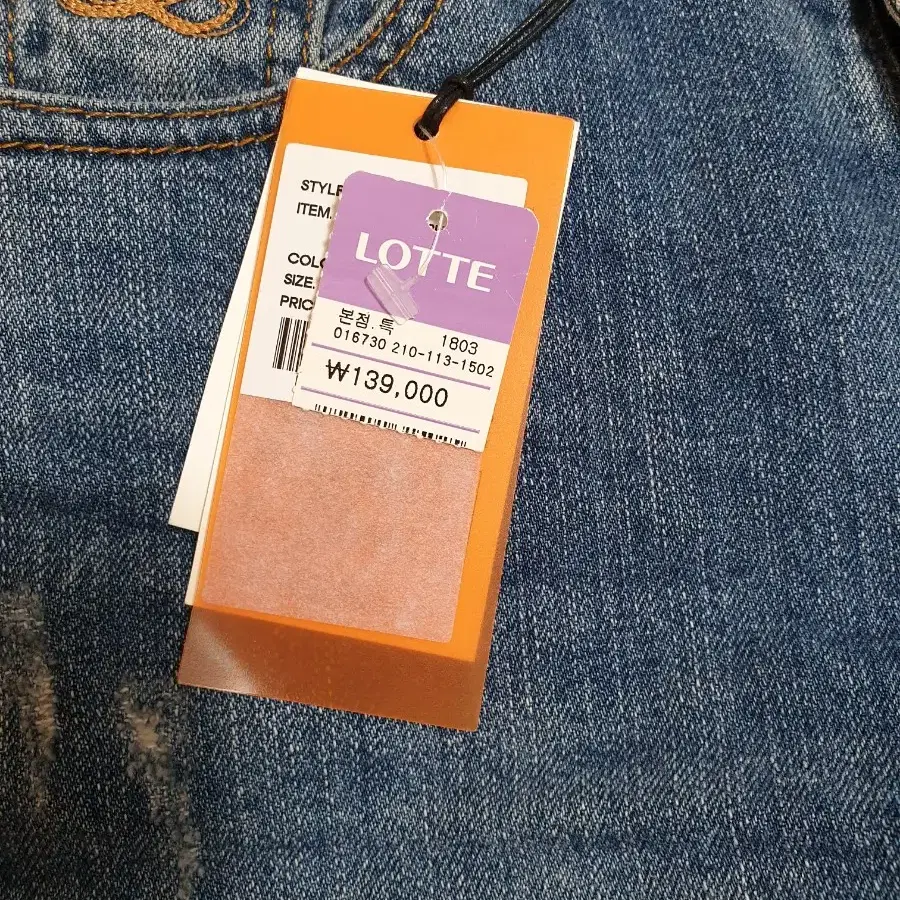 STYLE
ITEM.
COLO
SIZE.
PRIC
LOTTE
본점.특 1803
016730 210-113-1502
₩139,000